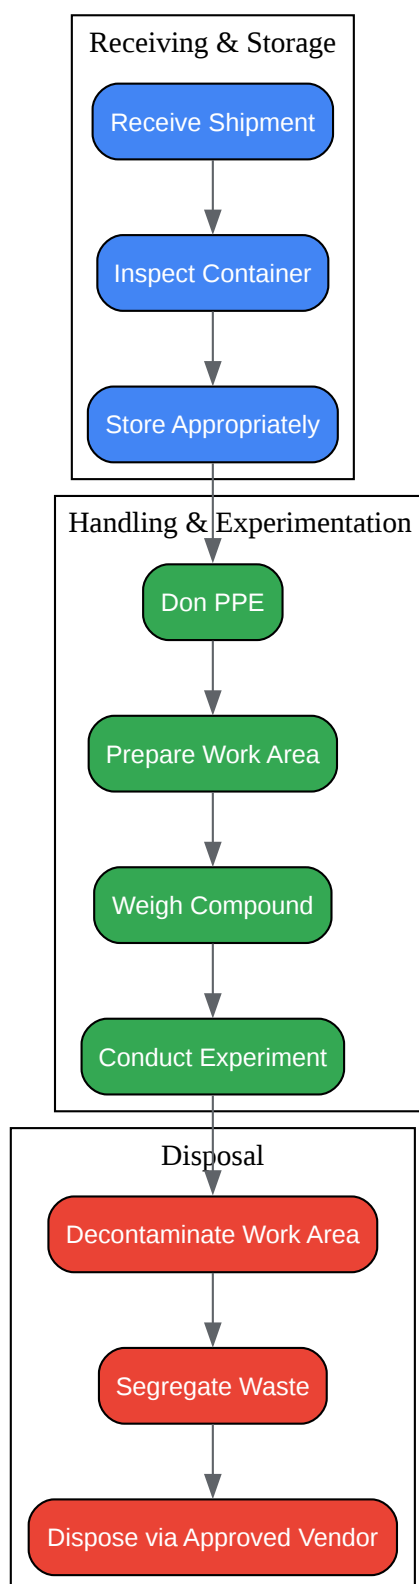 Receiving & Storage
Receive Shipment
Inspect Container
Store Appropriately
Handling & Experimentation
Don PPE
Prepare Work Area
Weigh Compound
Conduct Experiment
Disposal
Decontaminate Work Area
Segregate Waste
Dispose via Approved Vendor